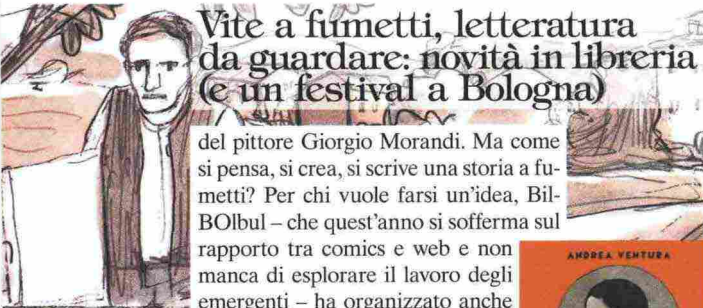 Vite a fumetti, letteratura
da guardare: novità in libreria
(e un festival a Bologna)
del pittore Giorgio Morandi. Ma come
si pensa, si crea, si scrive una storia a fu-
metti? Per chi vuole farsi un'idea, Bil-
BOlbul – che quest'anno si sofferma sul
rapporto tra comics e web e non
manca di esplorare il lavoro degli
emergenti – ha organizzato anche
ANDREA VENTURA